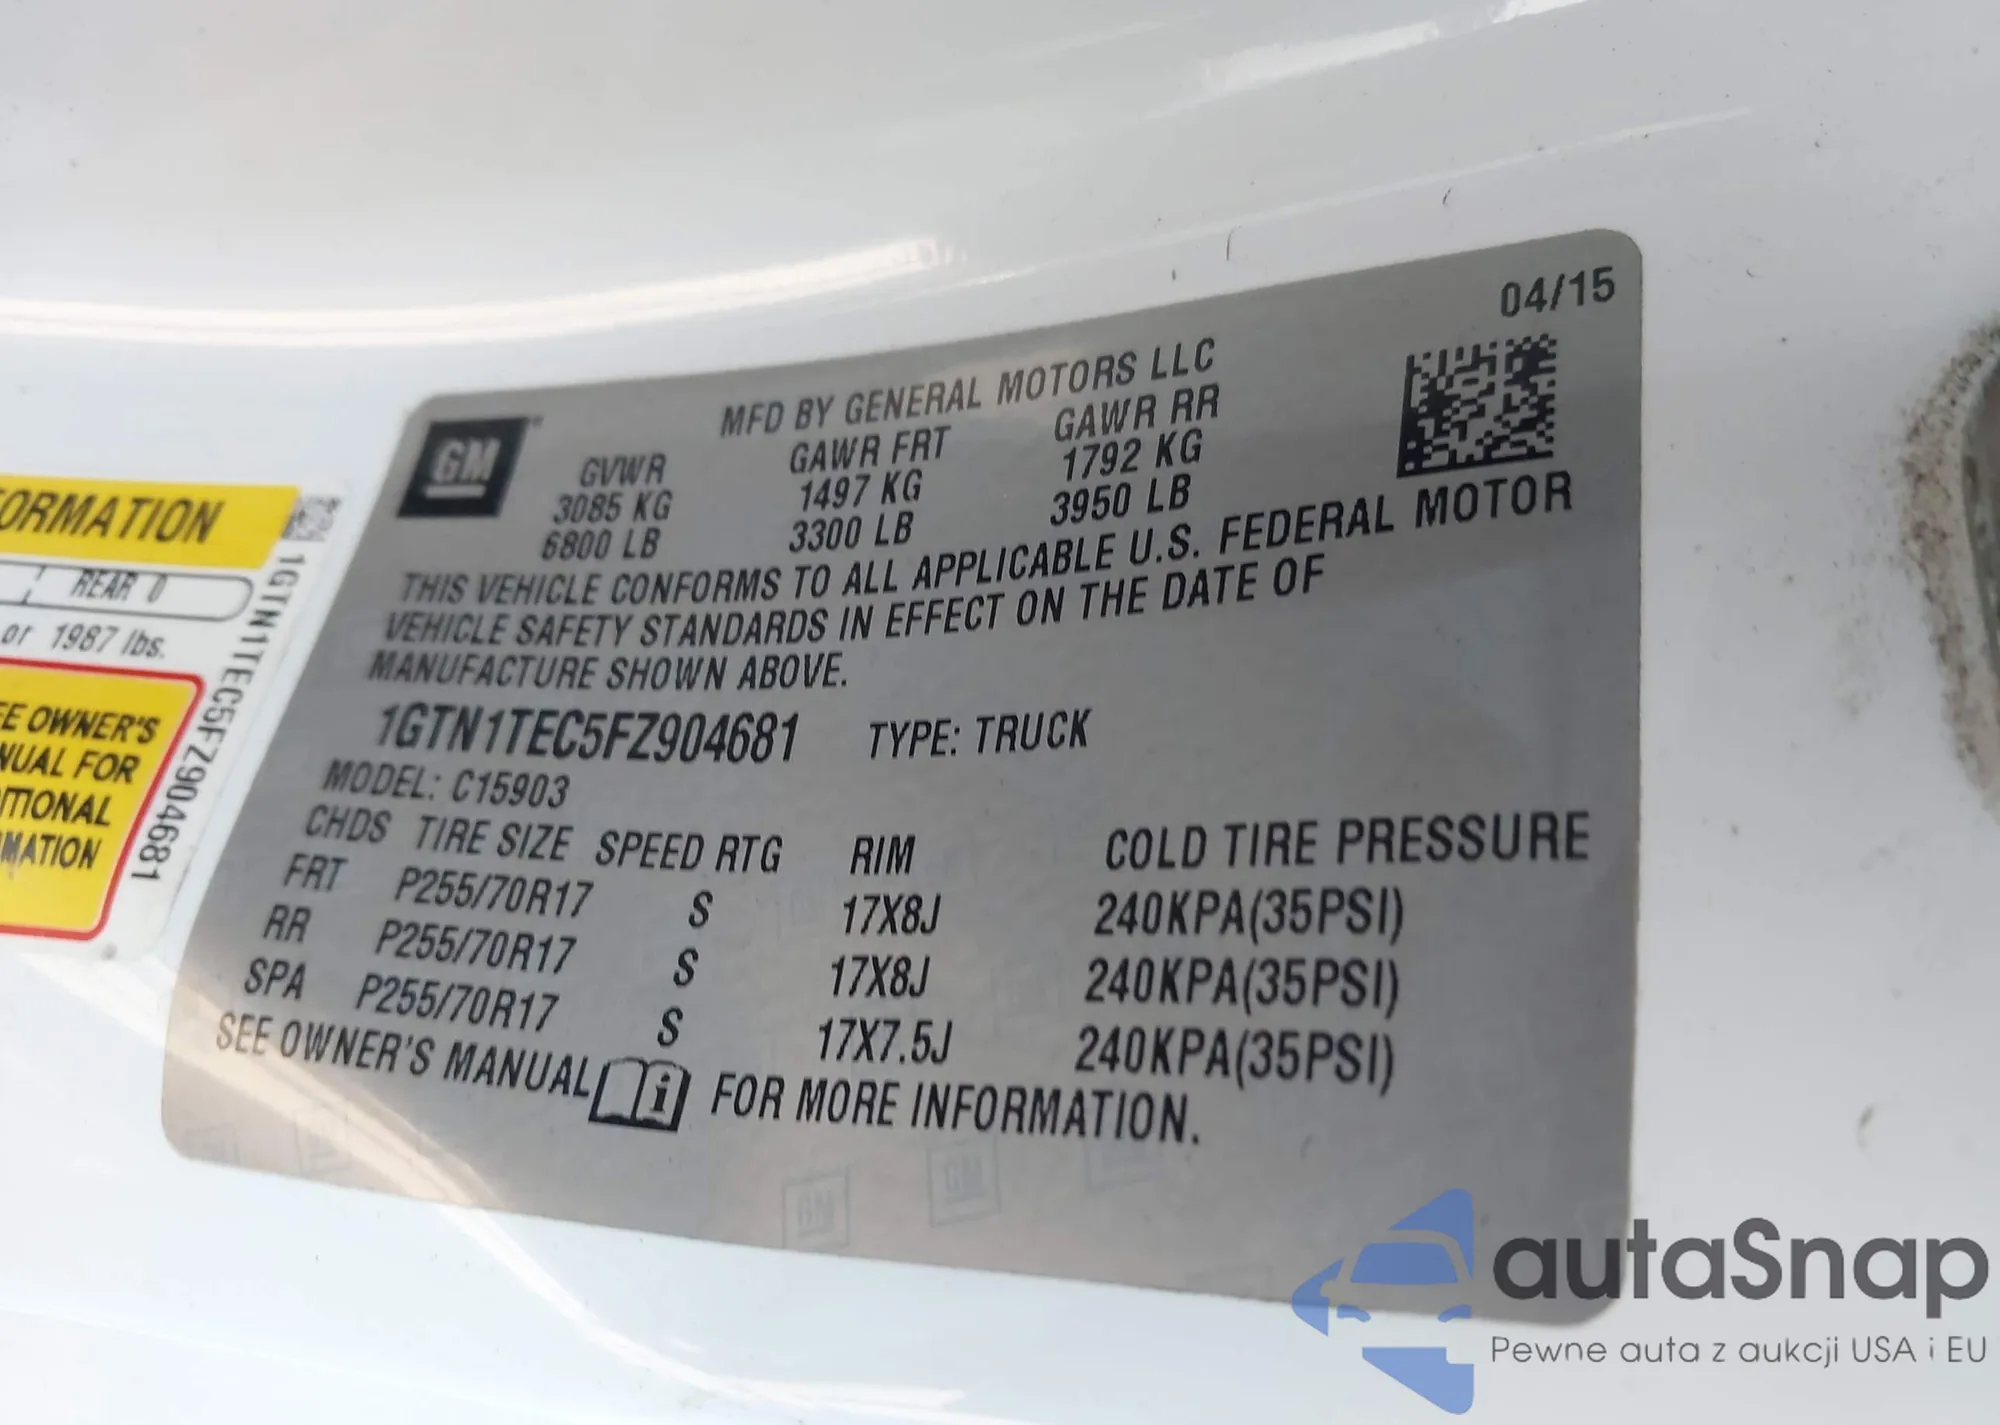 04/15
MFD BY GENERAL MOTORS LLC
GM
GVWR GAWR FRT GAWR RR
3085 KG 1497 KG 1792 KG
6800 LB 3300 LB 3950 LB
THIS VEHICLE CONFORMS TO ALL APPLICABLE U.S. FEDERAL MOTOR
VEHICLE SAFETY STANDARDS IN EFFECT ON THE DATE OF
MANUFACTURE SHOWN ABOVE.
1GTN1TEC5FZ904681 TYPE: TRUCK
MODEL: C15903
CHDS TIRE SIZE SPEED RTG RIM COLD TIRE PRESSURE
FRT P255/70R17 S 17X8J 240KPA(35PSI)
RR P255/70R17 S 17X8J 240KPA(35PSI)
SPA P255/70R17 S 17X7.5J 240KPA(35PSI)
SEE OWNER'S MANUAL i FOR MORE INFORMATION.
GM GM
ORMATION
REAR 0
or 1987 lbs.
EE OWNER'S
NUAL FOR
ITIONAL
MATION
1GTN1TEC5FZ904681
autaSnap
Pewne auta z aukcji USA i EU